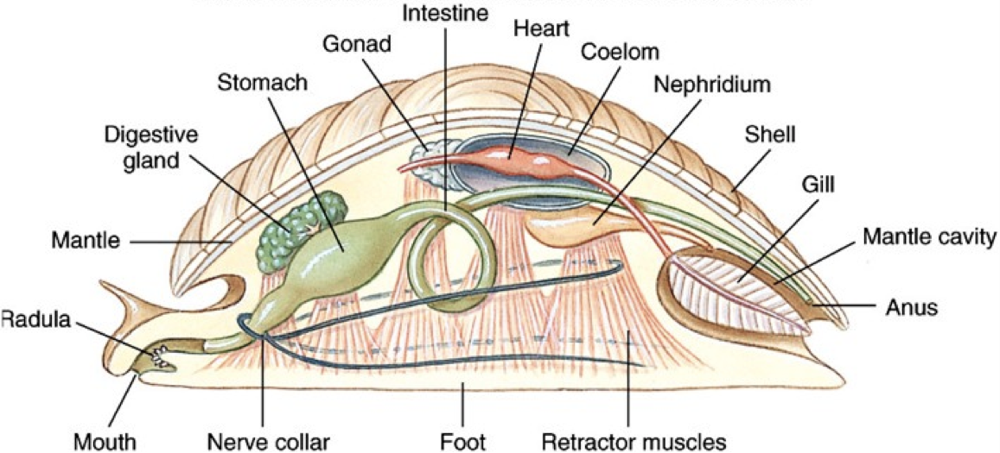 Intestine
Heart
Gonad
Coelom
Stomach
Nephridium
Digestive
gland
Shell
Gill
Mantle
Mantle cavity
Anus
Radula
Mouth
Nerve collar
Foot
Retractor muscles